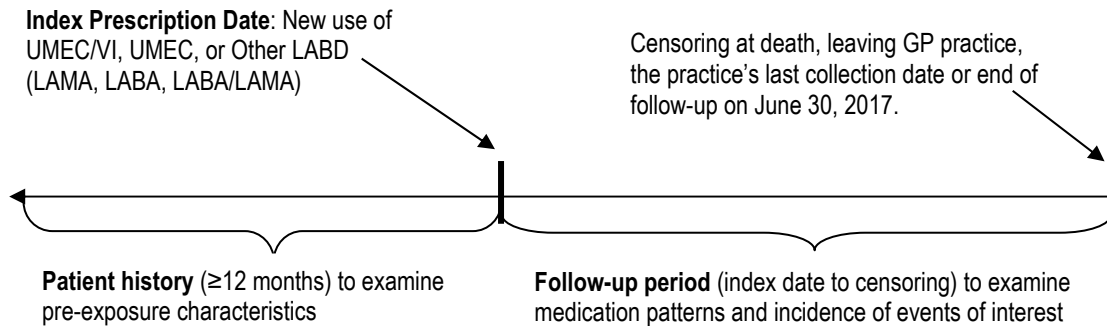 Index Prescription Date: New use of
UMEC/VI, UMEC, or Other LABD
(LAMA, LABA, LABA/LAMA)
Censoring at death, leaving GP practice,
the practice’s last collection date or end of
follow-up on June 30, 2017.
Patient history (≥12 months) to examine
pre-exposure characteristics
Follow-up period (index date to censoring) to examine
medication patterns and incidence of events of interest